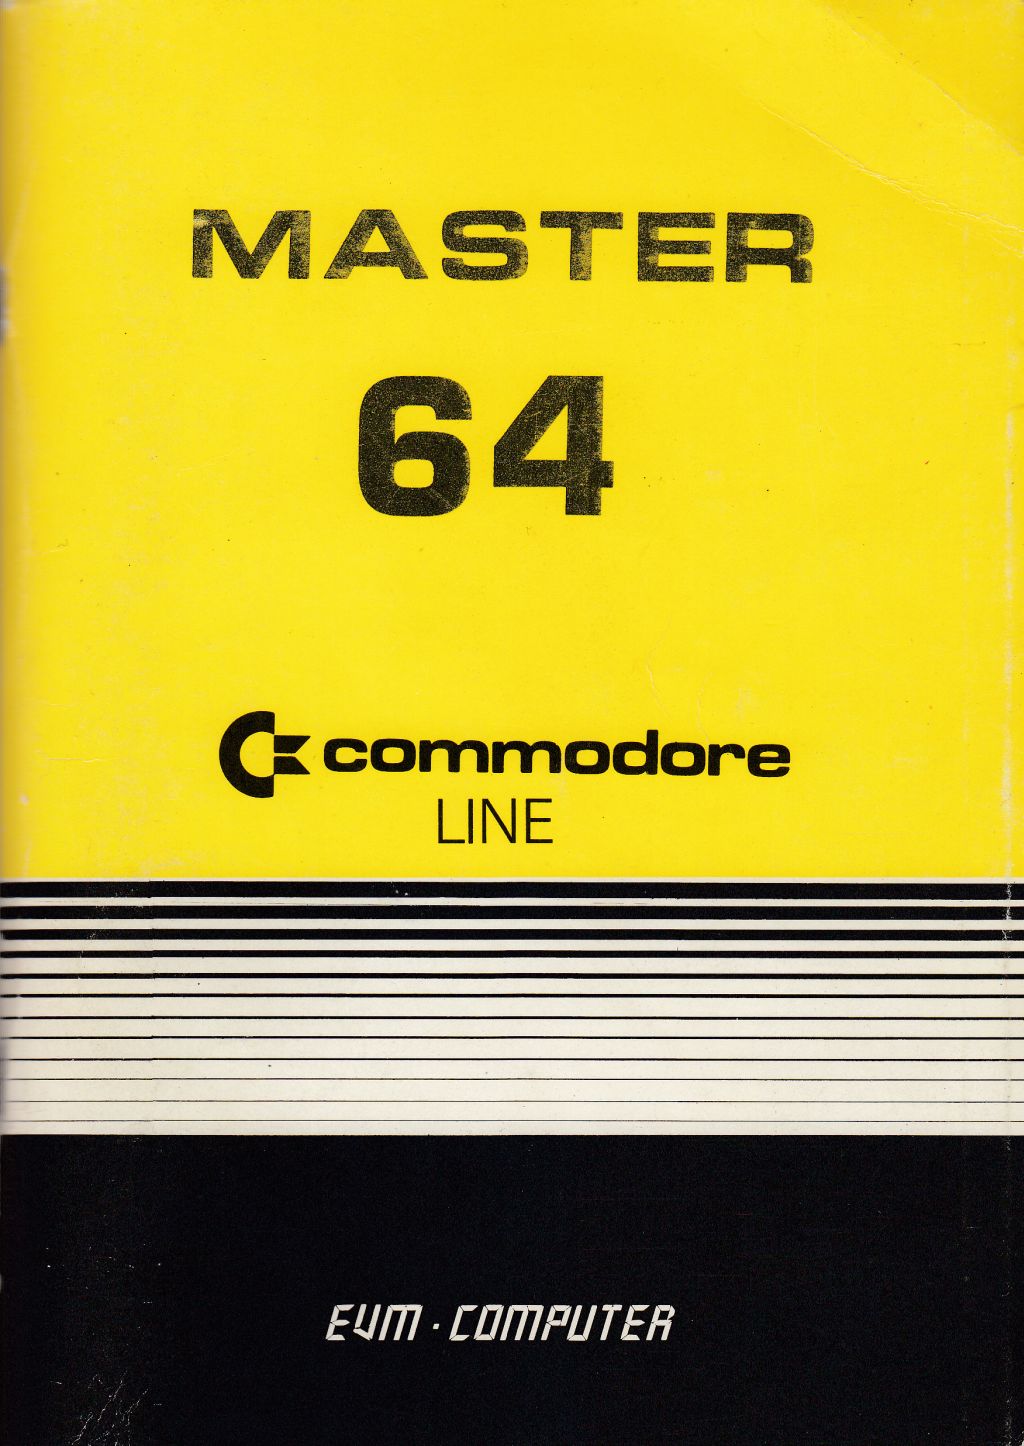 MASTER
64
commodore
LINE
EVM · COMPUTER